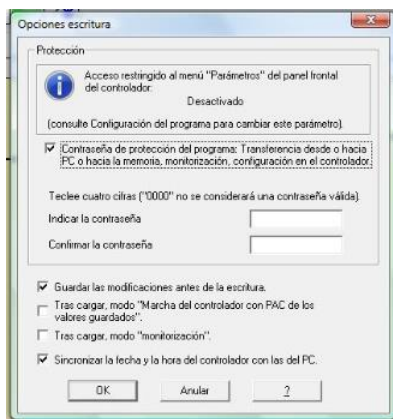 Opciones escritura
Protección
Acceso restringido al menú "Parámetros" del panel frontal
del controlador:
Desactivado
(consulte Configuración del programa para cambiar este parámetro).
Contraseña de protección del programa: Transferencia desde o hacia
PC o hacia la memoria, monitorización, configuración en el controlador.
Teclee cuatro cifras ("0000" no se considerará una contraseña válida)
Indicar la contraseña
Confirmar la contraseña
Guardar las modificaciones antes de la escritura.
Tras cargar, modo "Marcha del controlador con PAC de los
valores guardados".
Tras cargar, modo "monitorización".
Sincronizar la fecha y la hora del controlador con las del PC.
OK
Anular
?